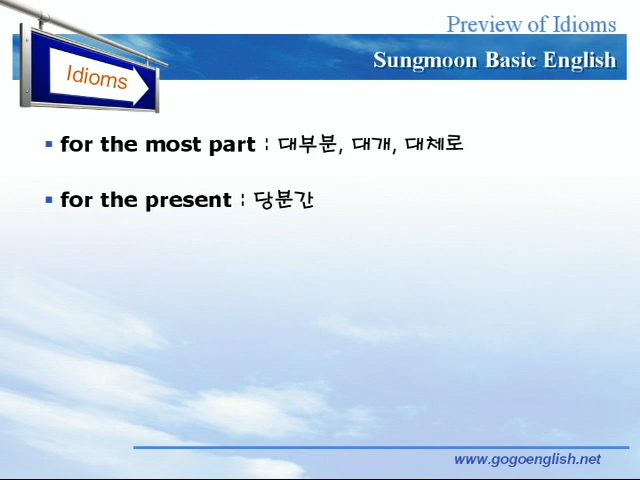 Preview of Idioms
Sungmoon Basic English
Idioms
for the most part : 대부분, 대개, 대체로
for the present : 당분간
www.gogoenglish.net